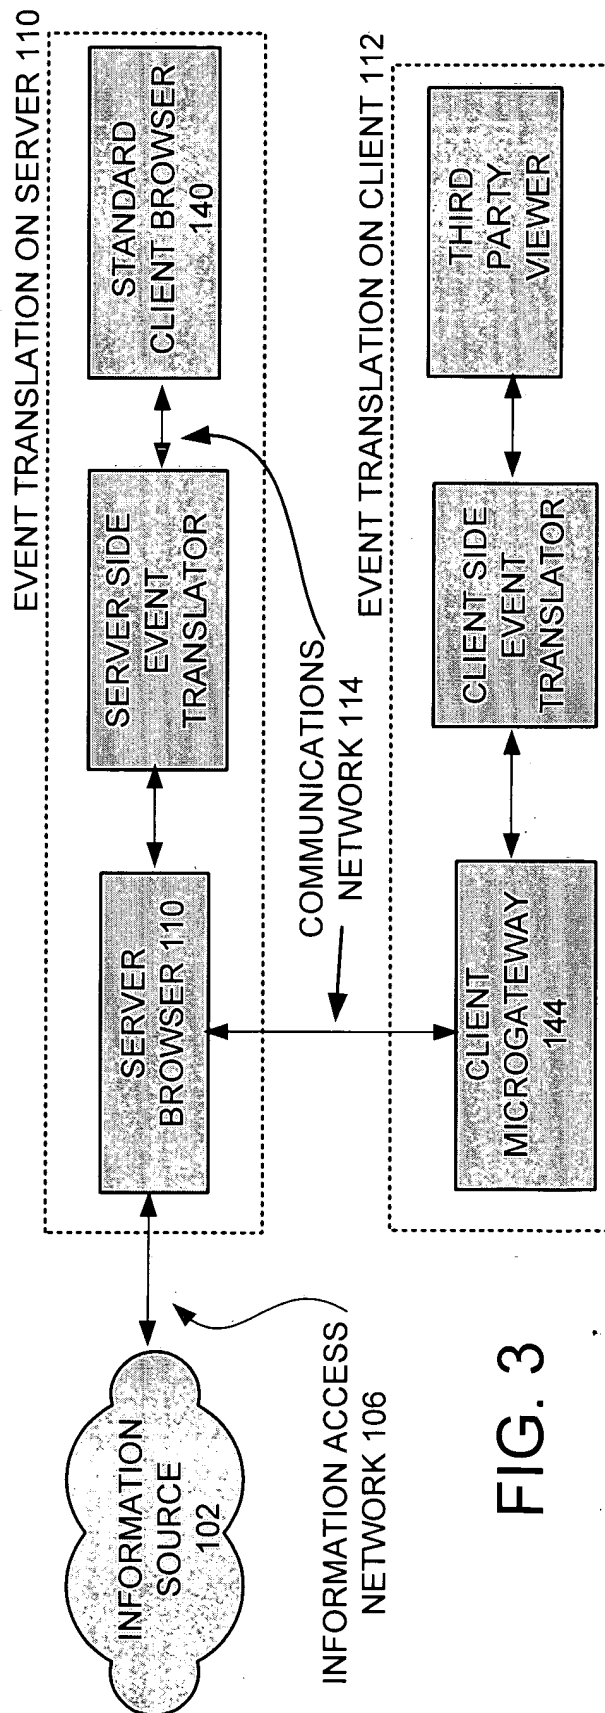 EVENT TRANSLATION ON SERVER 110
INFORMATION
SOURCE
102
SERVER
BROWSER 110
SERVER SIDE
EVENT
TRANSLATOR
STANDARD
CLIENT BROWSER
140
INFORMATION ACCESS
NETWORK 106
COMMUNICATIONS
NETWORK 114
EVENT TRANSLATION ON CLIENT 112
CLIENT
MICROGATEWAY
144
CLIENT SIDE
EVENT
TRANSLATOR
THIRD
PARTY
VIEWER
FIG. 3